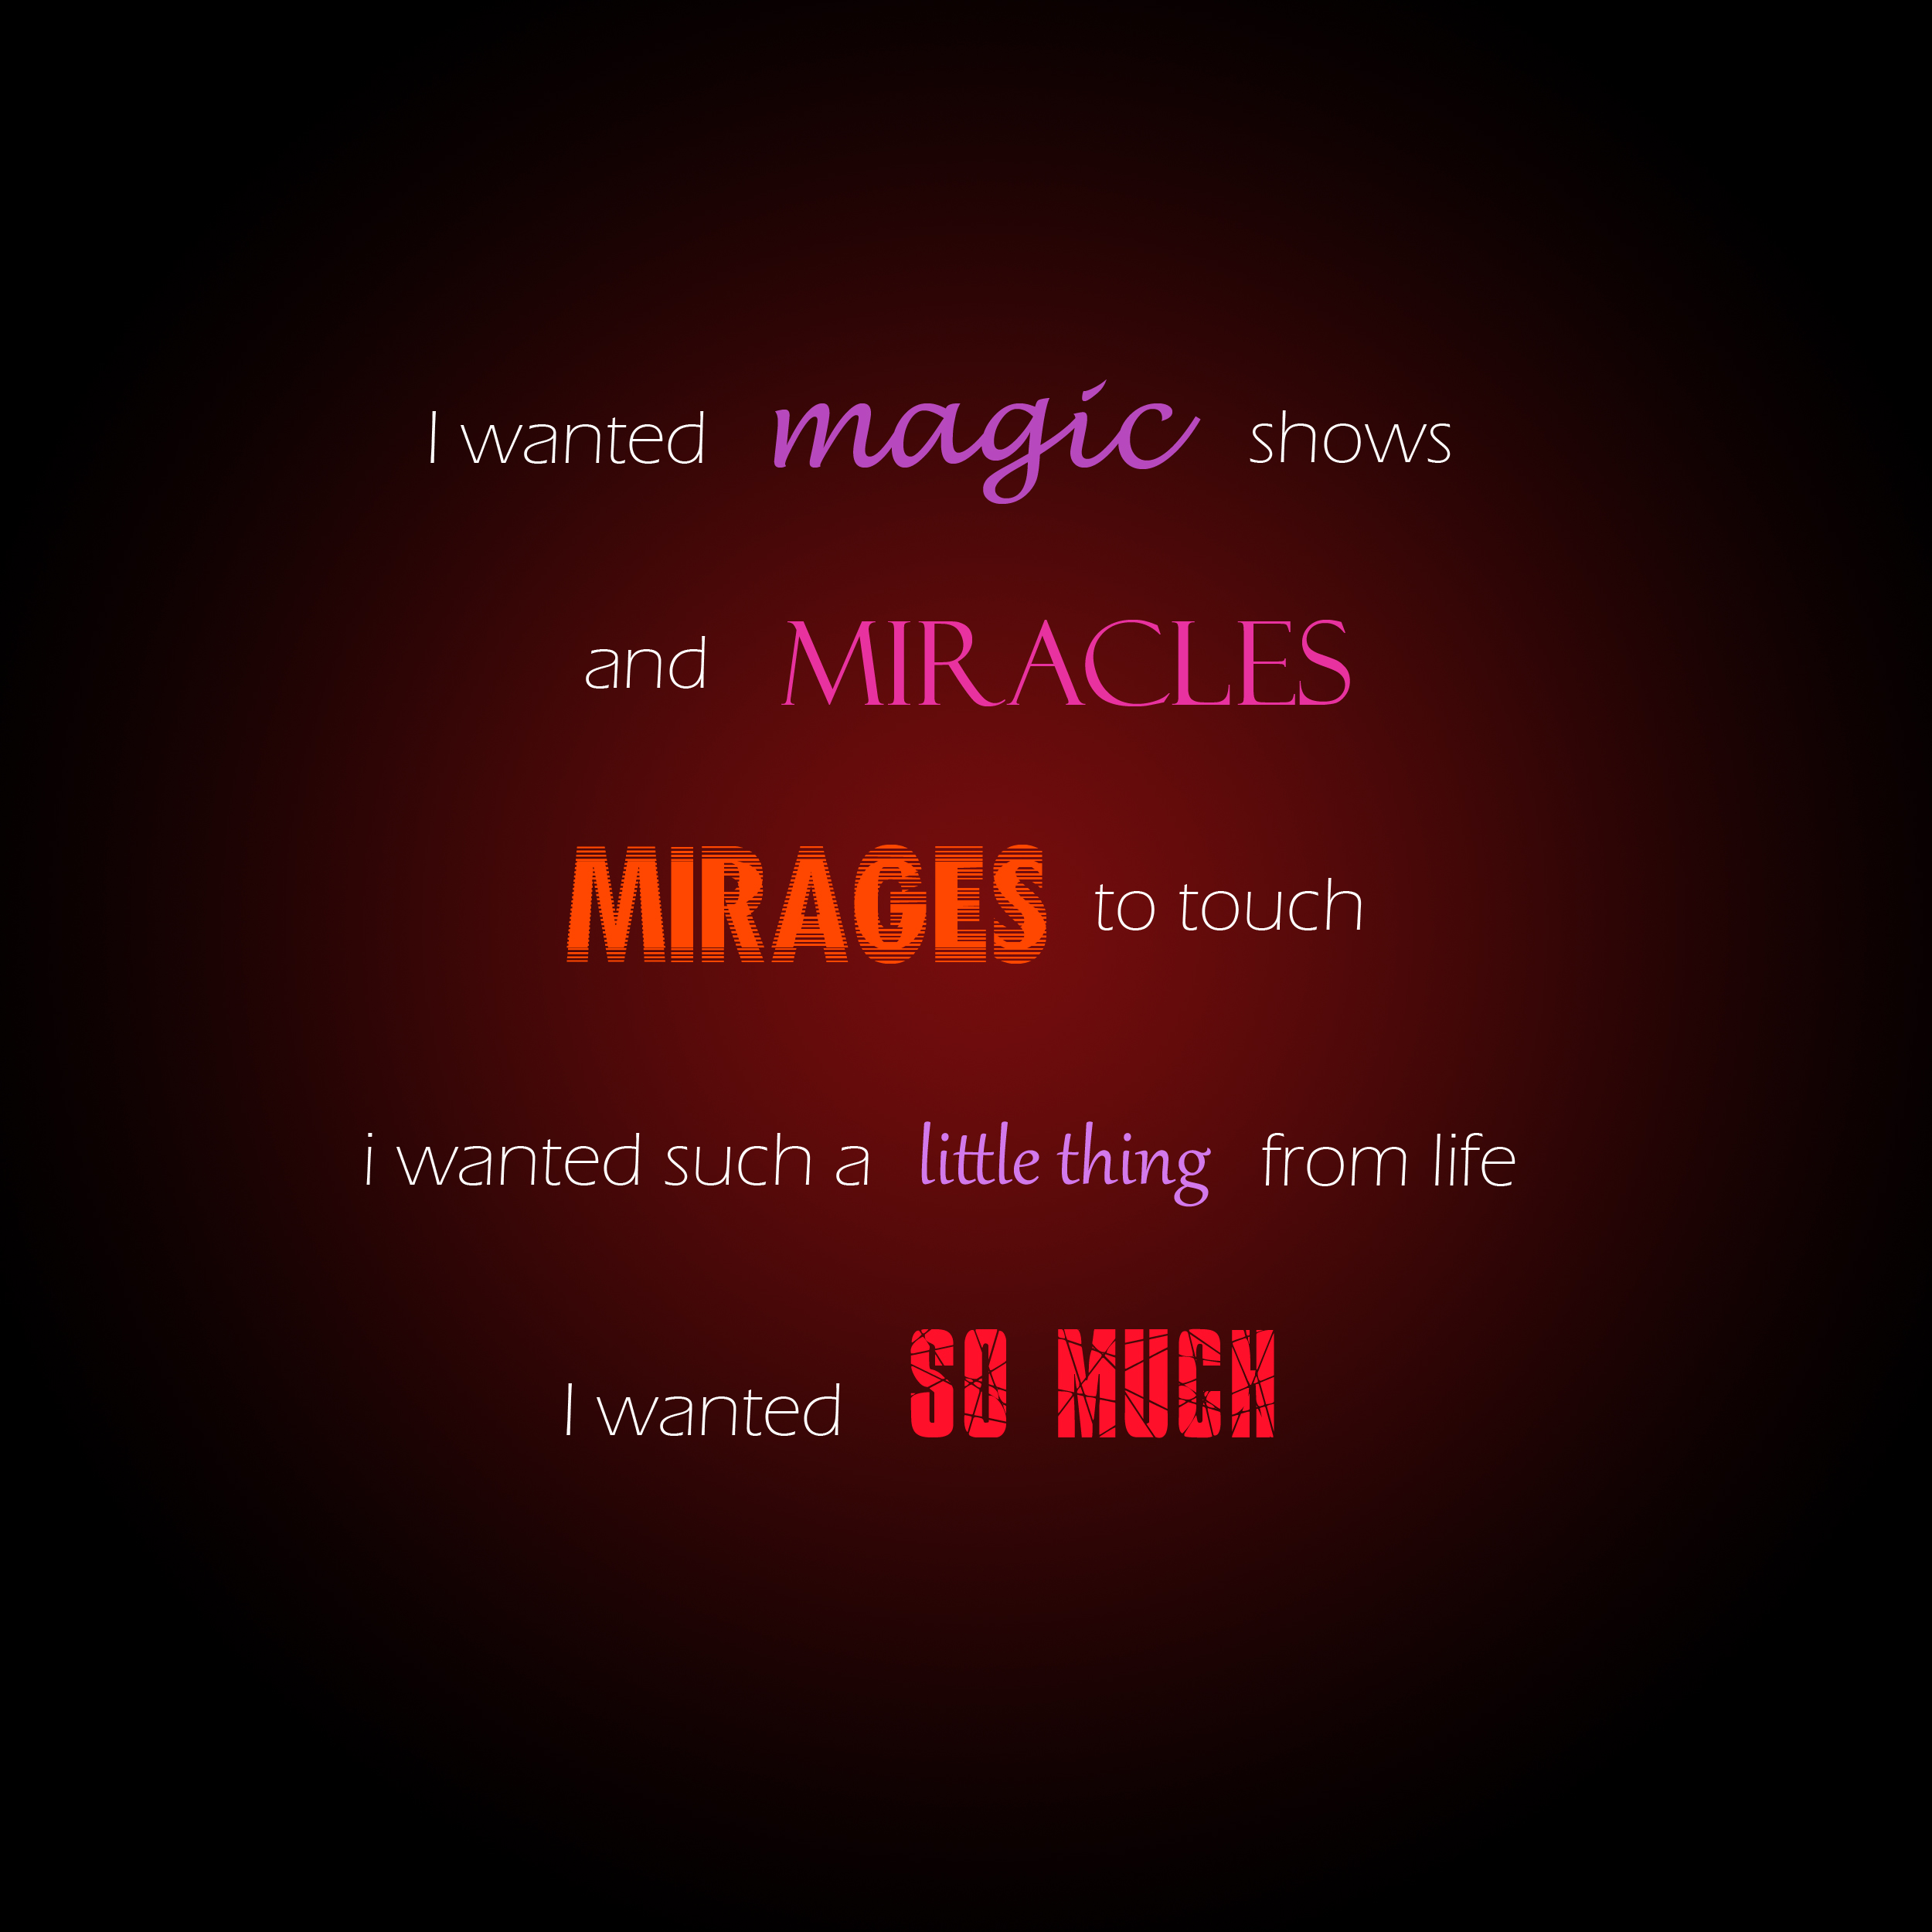 I wanted magic shows
and MIRACLES
MIRAGES to touch
i wanted such a little thing from life
I wanted SO MUCH